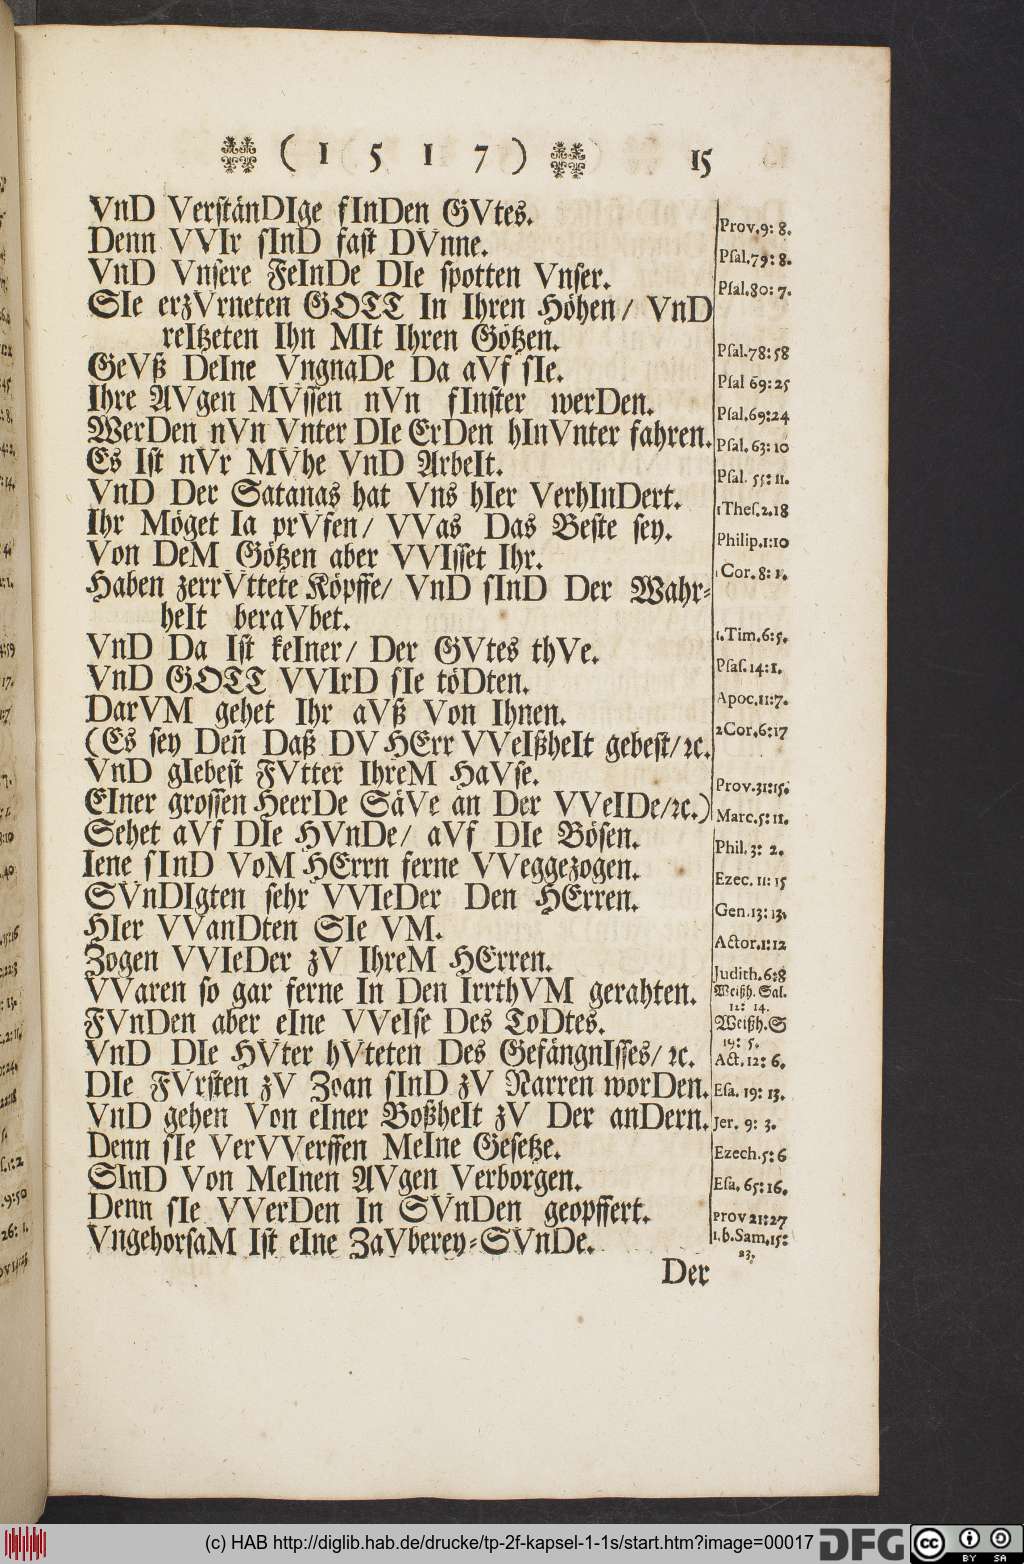 ( 1 5 1 7 ) 15
VnD VerstänDIge fInDen GVtes. Prov.9: 8.
Denn VVIr sInD fast DVnne. Psal.79: 8.
VnD Vnsere FeInDe DIe spotten Vnser. Psal.80: 7.
SIe erzVrneten GOTT In Ihren Höhen/ VnD
reItzeten Ihn MIt Ihren Götzen. Psal.78:58
GeVß DeIne VngnaDe Da aVf sIe. Psal 69:25
Ihre AVgen MVssen nVn fInster werDen. Psal.69:24
WerDen nVn Vnter DIe ErDen hInVnter fahren. Psal.63:10
Es Ist nVr MVhe VnD ArbeIt. Psal. 55: 11.
VnD Der Satanas hat Vns hIer VerhInDert. 1Thes.2.18
Ihr Möget Ia prVfen/ VVas Das Beste sey. Philip.1:10
Von DeM Götzen aber VVIsset Ihr. 1Cor. 8: 1.
Haben zerrVttete Köpffe/ VnD sInD Der Wahr-
heIt beraVbet. 1.Tim.6:5.
VnD Da Ist keIner/ Der GVtes thVe. Psas.14:1.
VnD GOTT VVIrD sIe töDten. Apoc.11:7.
DarVM gehet Ihr aVß Von Ihnen. 2Cor.6:17
(Es sey Deñ Daß DV HErr VVeIßheIt gebest/ꝛc.
VnD gIebest FVtter IhreM HaVse. Prov.31:15.
EIner grossen HeerDe SäVe an Der VVeIDe/ꝛc.) Marc.5:11.
Sehet aVf DIe HVnDe/ aVf DIe Bösen. Phil. 3: 2.
Iene sInD VoM HErrn ferne VVeggezogen. Ezec. 11: 15
SVnDIgten sehr VVIeDer Den HErren. Gen.13: 13.
HIer VVanDten SIe VM. Actor.1:12
Zogen VVIeDer zV IhreM HErren. Judith.6:8
VVaren so gar ferne In Den IrrthVM gerahten. Weißh. Sal. 12: 14.
FVnDen aber eIne VVeIse Des ToDtes. Weißh.S 19: 5.
VnD DIe HVter hVteten Des GefängnIsses/ ꝛc. Act. 12: 6.
DIe FVrsten zV Zoan sInD zV Narren worDen. Esa. 19: 13.
VnD gehen Von eIner BoßheIt zV Der anDern. Jer. 9: 3.
Denn sIe VerVVerffen MeIne Gesetze. Ezech.5:6
SInD Von MeInen AVgen Verborgen. Esa. 65:16.
Denn sIe VVerDen In SVnDen geopffert. Prov 21:27
VngehorsaM Ist eIne ZaVberey-SVnDe. 1.b.Sam.15: 23.
Der
(c) HAB http://diglib.hab.de/drucke/tp-2f-kapsel-1-1s/start.htm?image=00017 DFG cc BY SA